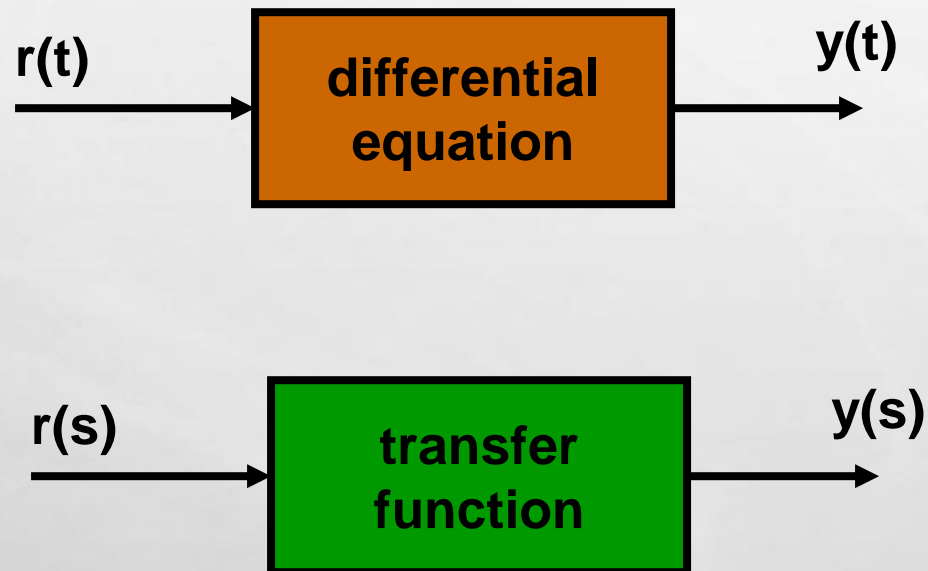 r(t)
differential
equation
y(t)
r(s)
transfer
function
y(s)